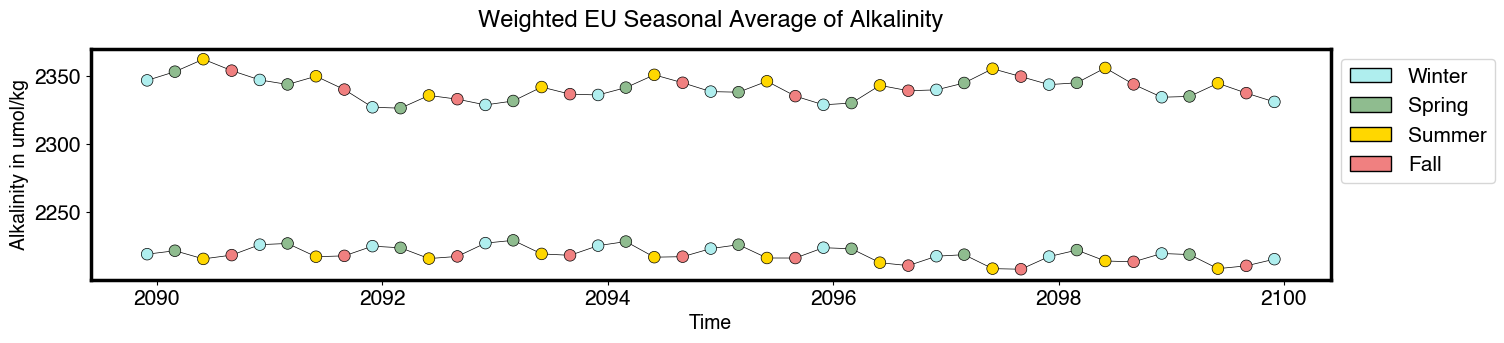 Weighted EU Seasonal Average of Alkalinity
Alkalinity in umol/kg
2350
2300
2250
2090 2092 2094 2096 2098 2100
Time
Winter
Spring
Summer
Fall